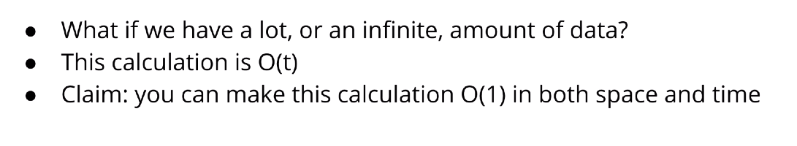 ● What if we have a lot, or an infinite, amount of data?
● This calculation is O(t)
● Claim: you can make this calculation O(1) in both space and time